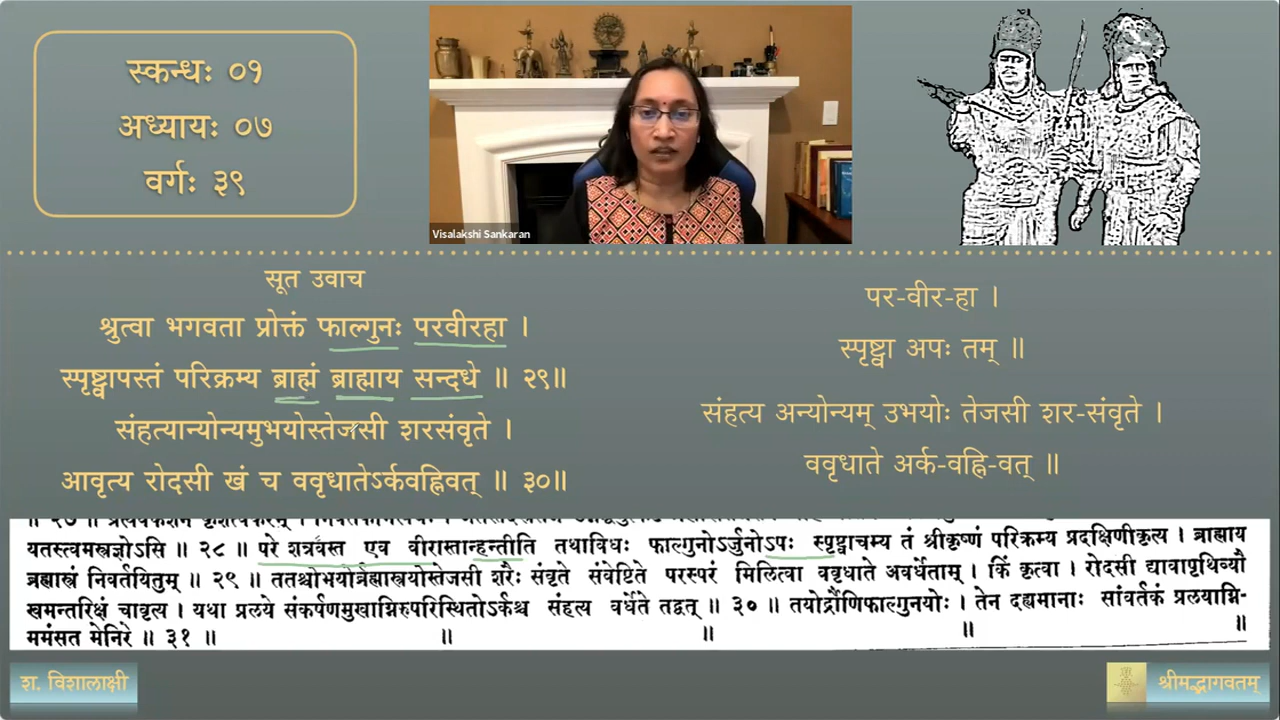 स्कन्धः ०१
अध्यायः ०७
वर्गः ३९
Visalakshi Sankaran
सूत उवाच
श्रुत्वा भगवता प्रोक्तं फाल्गुनः परवीरहा ।
स्पृष्ट्वापस्तं परिक्रम्य ब्राह्मं ब्राह्माय सन्दधे ॥ २९॥
संहत्यान्योन्यमुभयोस्तेजसी शरसंवृते ।
आवृत्य रोदसी खं च ववृधातेऽर्कवह्निवत् ॥ ३०॥
पर-वीर-हा ।
स्पृष्ट्वा अपः तम् ॥
संहत्य अन्योन्यम् उभयोः तेजसी शर-संवृते ।
ववृधाते अर्क-वह्नि-वत् ॥
यतस्त्वमस्त्रज्ञोऽसि ॥ २८ ॥ परे शत्रवस्त एव वीरास्तान्हन्तीति तथाविधः फाल्गुनोऽर्जुनोऽपः स्पृष्ट्वाचम्य तं श्रीकृष्णं परिक्रम्य प्रदक्षिणीकृत्य । ब्राह्माय
ब्रह्मास्त्रं निवर्तयितुम् ॥ २९ ॥ ततश्चोभयोर्ब्रह्मास्त्रयोस्तेजसी शरैः संवृते संवेष्टिते परस्परं मिलित्वा ववृधाते अवर्धेताम् । किं कृत्वा । रोदसी द्यावापृथिव्यौ
खमन्तरिक्षं चावृत्य । यथा प्रलये संकर्षणमुखाग्निरुपरिस्थितोऽर्कश्च संहत्य वर्धेते तद्वत् ॥ ३० ॥ तयोर्द्रौणिफाल्गुनयोः । तेन दह्यमानाः सांवर्तकं प्रलयाग्नि-
ममंसत मेनिरे ॥ ३१ ॥ ॥ ॥ ॥ ॥
श. विशालाक्षी
श्रीमद्भागवतम्